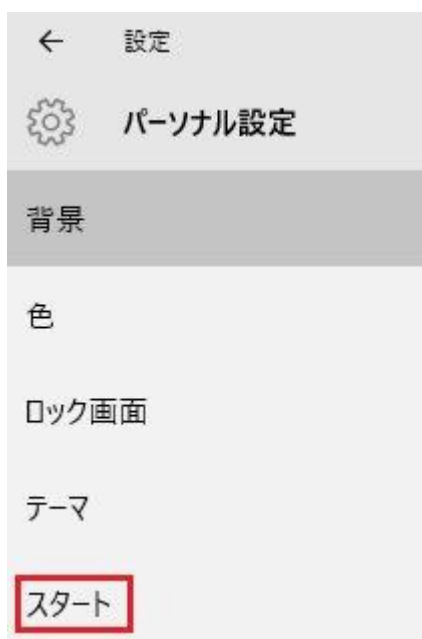 設定
パーソナル設定
背景
色
ロック画面
テーマ
スタート